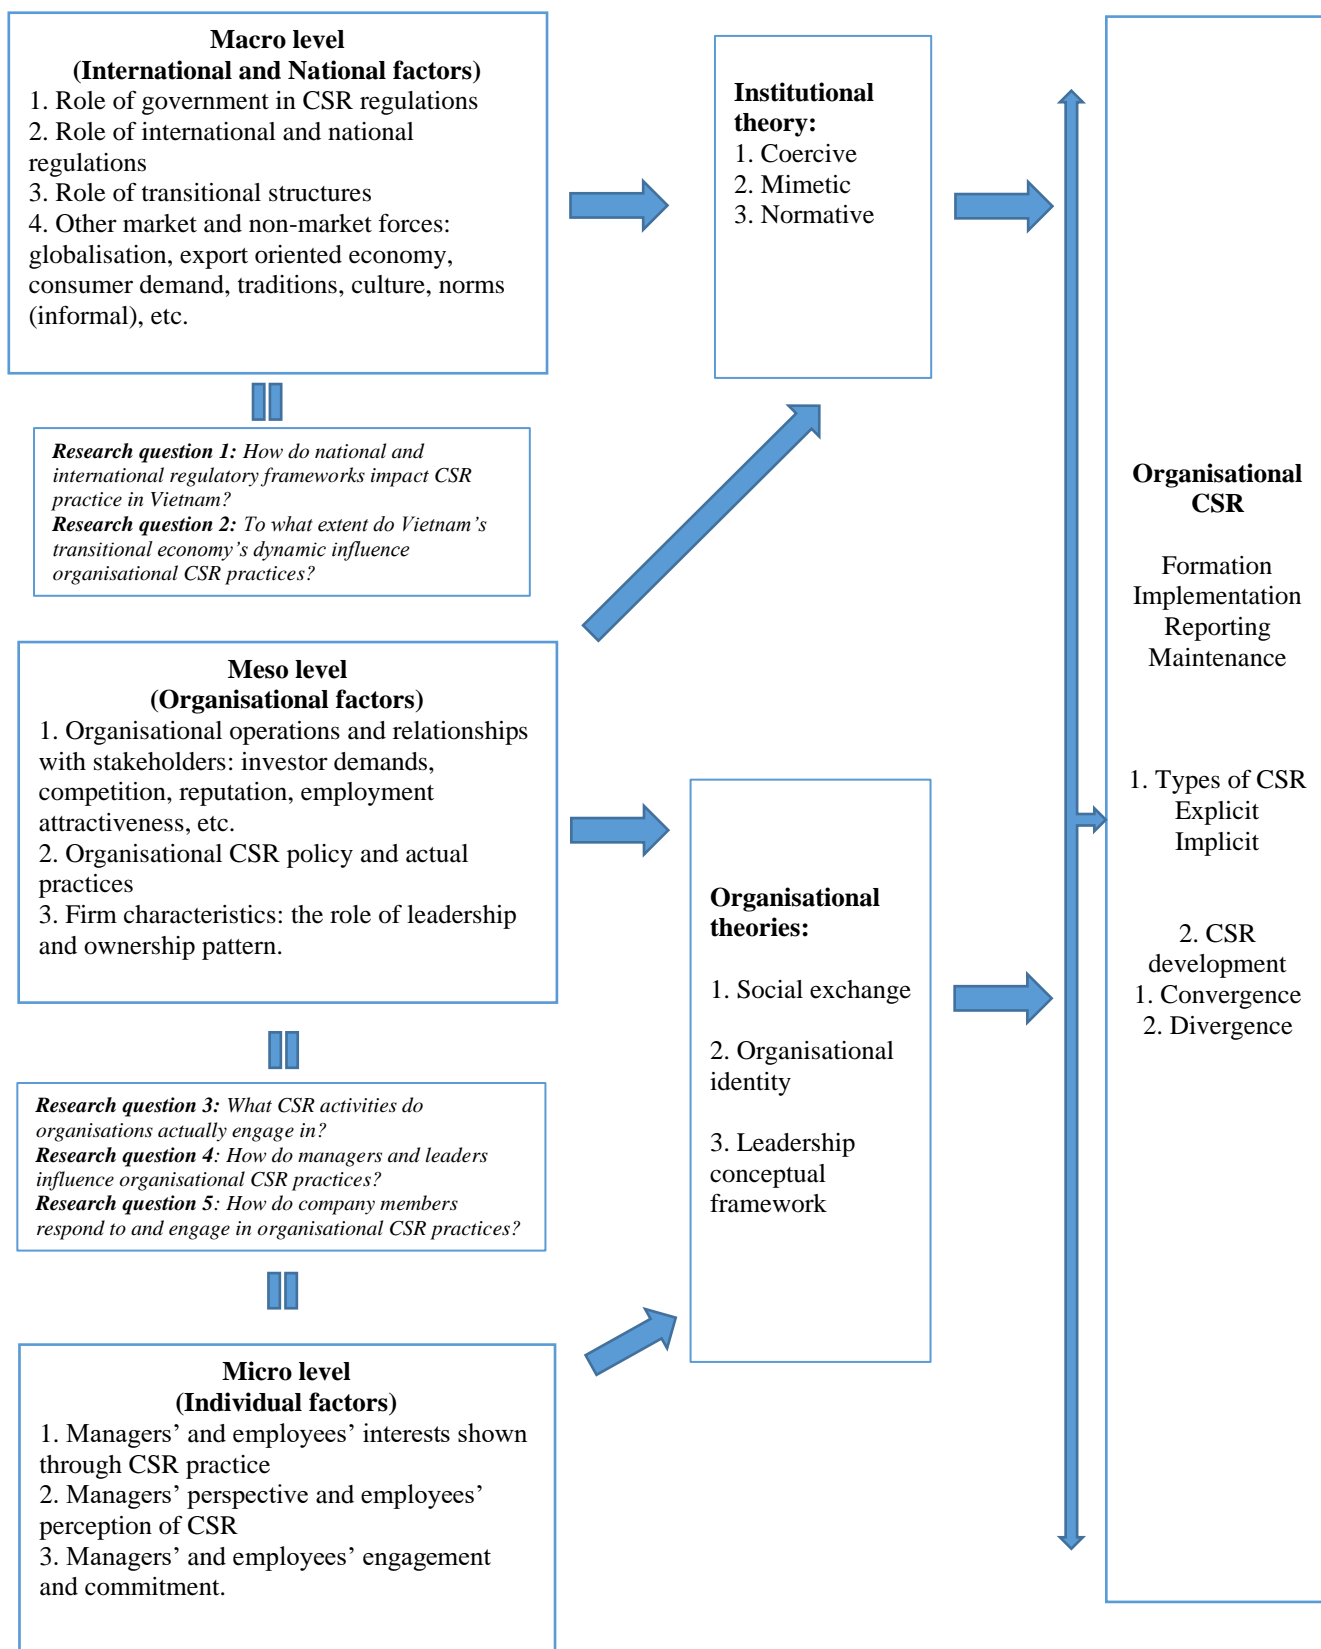 Macro level
(International and National factors)
1. Role of government in CSR regulations
2. Role of international and national
regulations
3. Role of transitional structures
4. Other market and non-market forces:
globalisation, export oriented economy,
consumer demand, traditions, culture, norms
(informal), etc.
Institutional
theory:
1. Coercive
2. Mimetic
3. Normative
Research question 1: How do national and
international regulatory frameworks impact CSR
practice in Vietnam?
Research question 2: To what extent do Vietnam’s
transitional economy’s dynamic influence
organisational CSR practices?
Meso level
(Organisational factors)
1. Organisational operations and relationships
with stakeholders: investor demands,
competition, reputation, employment
attractiveness, etc.
2. Organisational CSR policy and actual
practices
3. Firm characteristics: the role of leadership
and ownership pattern.
Organisational
theories:
1. Social exchange
2. Organisational
identity
3. Leadership
conceptual
framework
Research question 3: What CSR activities do
organisations actually engage in?
Research question 4: How do managers and leaders
influence organisational CSR practices?
Research question 5: How do company members
respond to and engage in organisational CSR practices?
Micro level
(Individual factors)
1. Managers’ and employees’ interests shown
through CSR practice
2. Managers’ perspective and employees’
perception of CSR
3. Managers’ and employees’ engagement
and commitment.
Organisational
CSR
Formation
Implementation
Reporting
Maintenance
1. Types of CSR
Explicit
Implicit
2. CSR
development
1. Convergence
2. Divergence